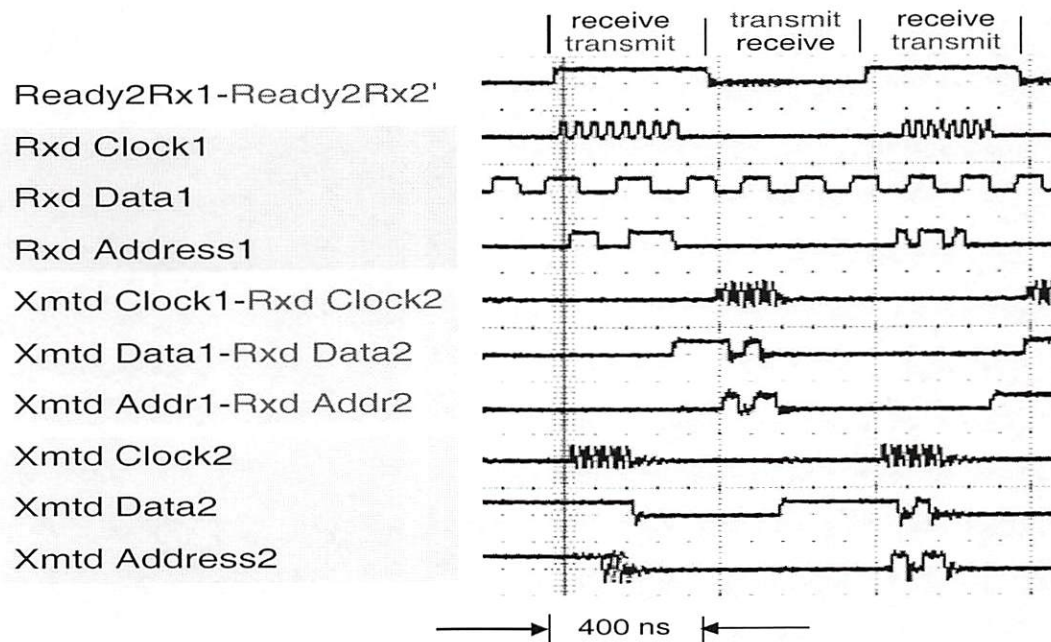 receive transmit receive
transmit receive transmit
Ready2Rx1-Ready2Rx2'
Rxd Clock1
Rxd Data1
Rxd Address1
Xmtd Clock1-Rxd Clock2
Xmtd Data1-Rxd Data2
Xmtd Addr1-Rxd Addr2
Xmtd Clock2
Xmtd Data2
Xmtd Address2
400 ns